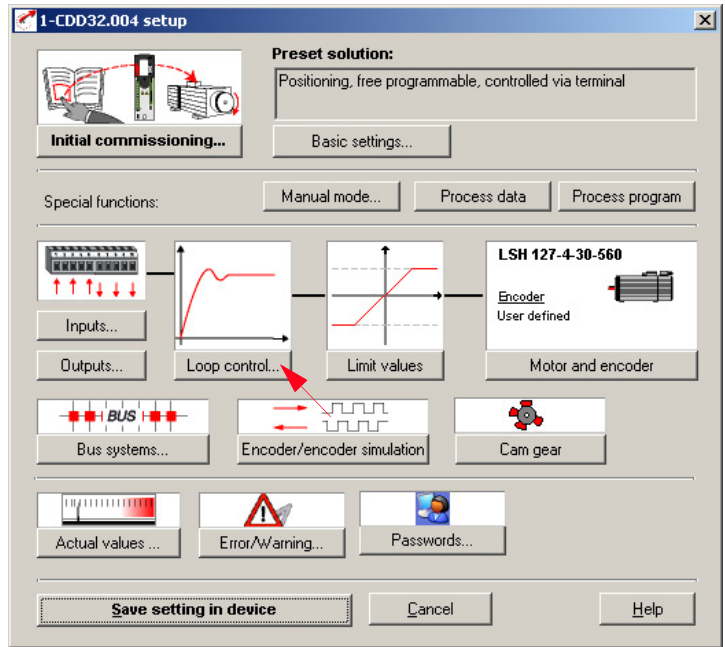 1-CDD32.004 setup
Preset solution:
Positioning, free programmable, controlled via terminal
Initial commissioning...
Basic settings...
Special functions:
Manual mode...
Process data
Process program
LSH 127-4-30-560
Encoder
User defined
Inputs...
Outputs...
Loop control...
Limit values
Motor and encoder
BUS
Bus systems...
Encoder/encoder simulation
Cam gear
Actual values ...
Error/Warning...
Passwords...
Save setting in device
Cancel
Help